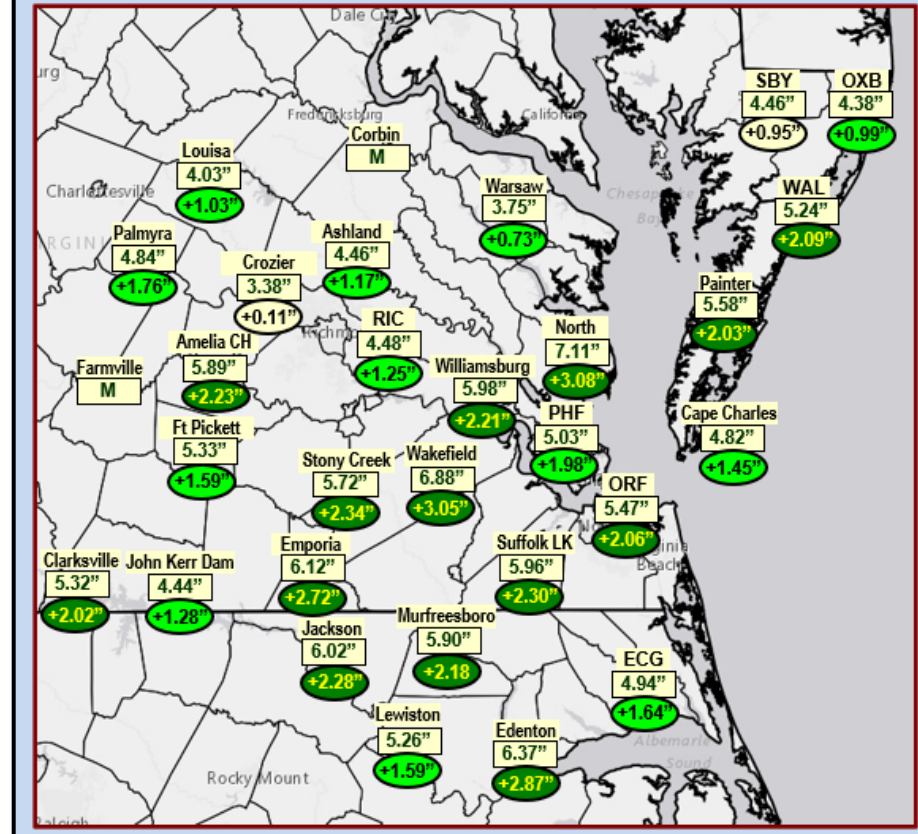 Dale City
urg
SBY
4.46”
+0.95”
OXB
4.38”
+0.99”
Fredericksburg
California
Corbin
M
Louisa
4.03”
+1.03”
Charlottesville
Warsaw
3.75”
+0.73”
Chesapeake
Bay
WAL
5.24”
+2.09”
Palmyra
4.84”
+1.76”
Crozier
3.38”
+0.11”
Ashland
4.46”
+1.17”
Painter
5.58”
+2.03”
Amelia CH
5.89”
+2.23”
RIC
4.48”
+1.25”
North
7.11”
+3.08”
Farmville
M
Williamsburg
5.98”
+2.21”
Ft Pickett
5.33”
+1.59”
PHF
5.03”
+1.98”
Cape Charles
4.82”
+1.45”
Stony Creek
5.72”
+2.34”
Wakefield
6.88”
+3.05”
ORF
5.47”
+2.06”
Clarksville
5.32”
+2.02”
John Kerr Dam
4.44”
+1.28”
Emporia
6.12”
+2.72”
Suffolk LK
5.96”
+2.30”
Beach
Jackson
6.02”
+2.28”
Murfreesboro
5.90”
+2.18
ECG
4.94”
+1.64”
Lewiston
5.26”
+1.59”
Edenton
6.37”
+2.87”
Albemarle
Sound
Rocky Mount
Raleigh